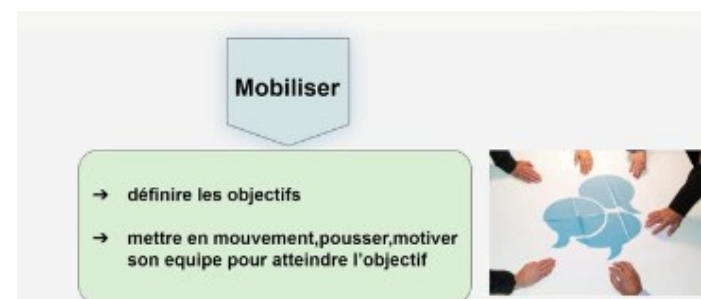 Mobiliser
➔ définire les objectifs
➔ mettre en mouvement,pousser,motiver
son equipe pour atteindre l'objectif